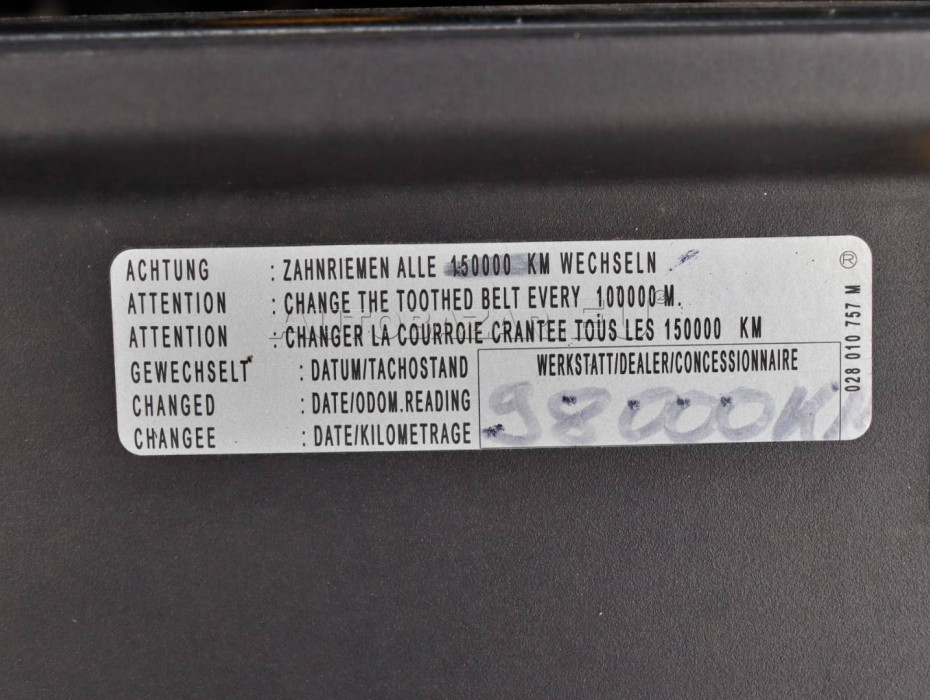 ACHTUNG : ZAHNRIEMEN ALLE 150000 KM WECHSELN
ATTENTION : CHANGE THE TOOTHED BELT EVERY 100000 M.
ATTENTION : CHANGER LA COURROIE CRANTEE TOUS LES 150000 KM
GEWECHSELT : DATUM/TACHOSTAND
CHANGED : DATE/ODOM.READING
CHANGEE : DATE/KILOMETRAGE
WERKSTATT/DEALER/CONCESSIONNAIRE
98000KM
® 028 010 757 M